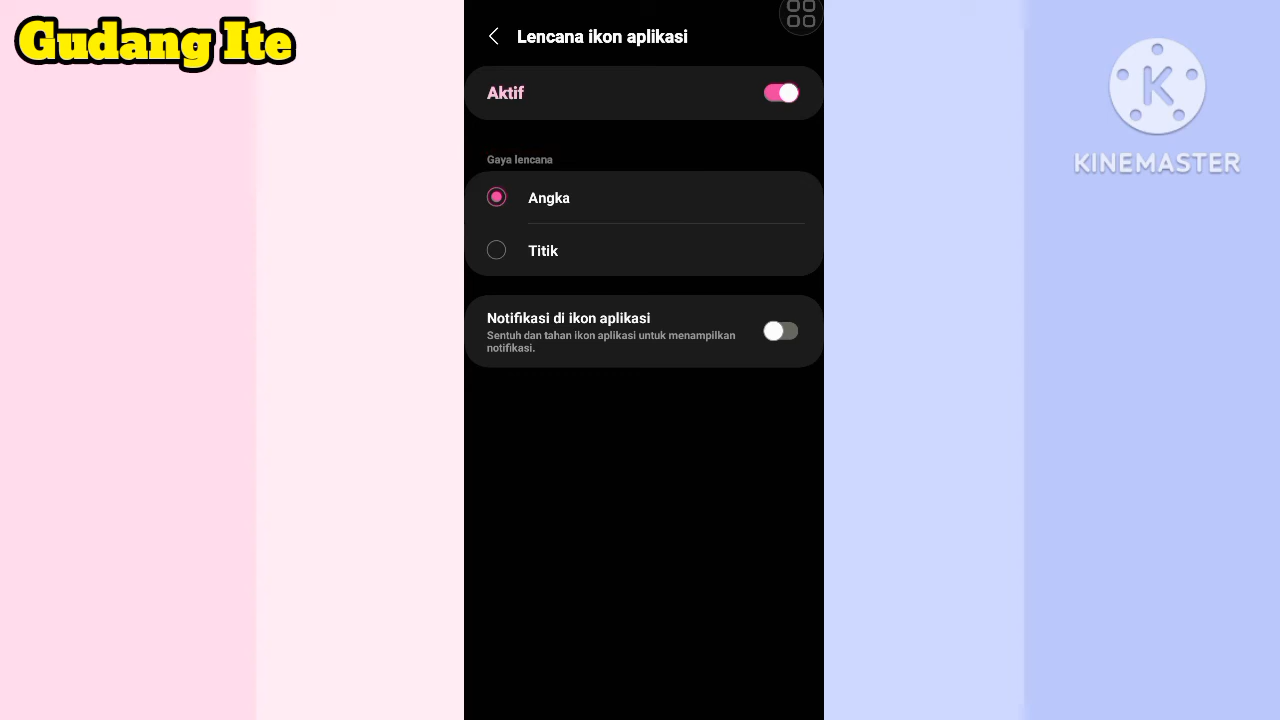 Gudang Ite
Lencana ikon aplikasi
Aktif
Gaya lencana
Angka
Titik
Notifikasi di ikon aplikasi
Sentuh dan tahan ikon aplikasi untuk menampilkan
notifikasi.
K
KINEMASTER